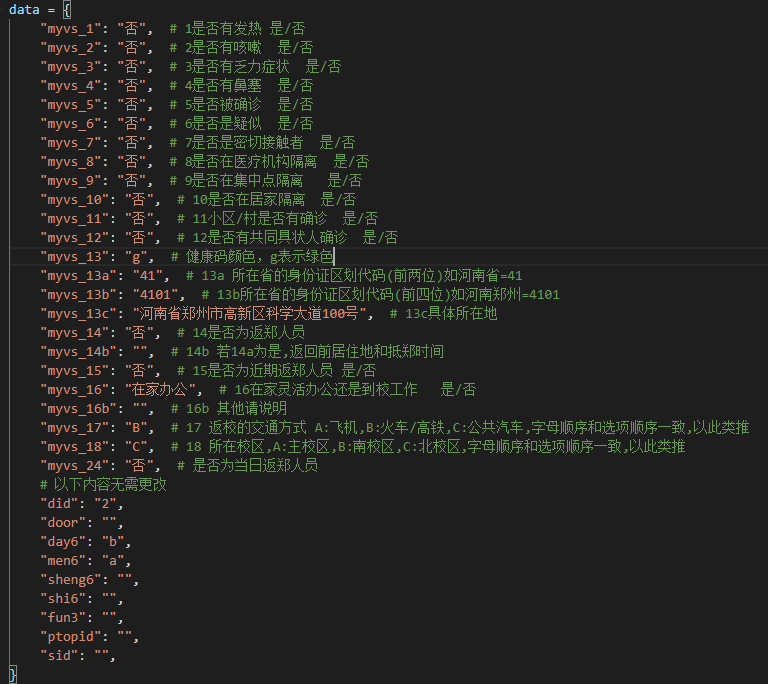 data = {
"myvs_1": "否",  # 1是否有发热 是/否
"myvs_2": "否",  # 2是否有咳嗽  是/否
"myvs_3": "否",  # 3是否有乏力症状  是/否
"myvs_4": "否",  # 4是否有鼻塞  是/否
"myvs_5": "否",  # 5是否被确诊  是/否
"myvs_6": "否",  # 6是否是疑似  是/否
"myvs_7": "否",  # 7是否是密切接触者  是/否
"myvs_8": "否",  # 8是否在医疗机构隔离  是/否
"myvs_9": "否",  # 9是否在集中点隔离   是/否
"myvs_10": "否",  # 10是否在居家隔离  是/否
"myvs_11": "否",  # 11小区/村是否有确诊  是/否
"myvs_12": "否",  # 12是否有共同具状人确诊  是/否
"myvs_13": "g",  # 健康码颜色，g表示绿色
"myvs_13a": "41",  # 13a 所在省的身份证区划代码(前两位)如河南省=41
"myvs_13b": "4101",  # 13b所在省的身份证区划代码(前四位)如河南郑州=4101
"myvs_13c": "河南省郑州市高新区科学大道100号",  # 13c具体所在地
"myvs_14": "否",  # 14是否为返郑人员
"myvs_14b": "",  # 14b 若14a为是,返回前居住地和抵郑时间
"myvs_15": "否",  # 15是否为近期返郑人员 是/否
"myvs_16": "在家办公",  # 16在家灵活办公还是到校工作   是/否
"myvs_16b": "",  # 16b 其他请说明
"myvs_17": "B",  # 17 返校的交通方式 A:飞机,B:火车/高铁,C:公共汽车,字母顺序和选项顺序一致,以此类推
"myvs_18": "C",  # 18 所在校区,A:主校区,B:南校区,C:北校区,字母顺序和选项顺序一致,以此类推
"myvs_24": "否",  # 是否为当日返郑人员
# 以下内容无需更改
"did": "2",
"door": "",
"day6": "b",
"men6": "a",
"sheng6": "",
"shi6": "",
"fun3": "",
"ptopid": "",
"sid": "",
}